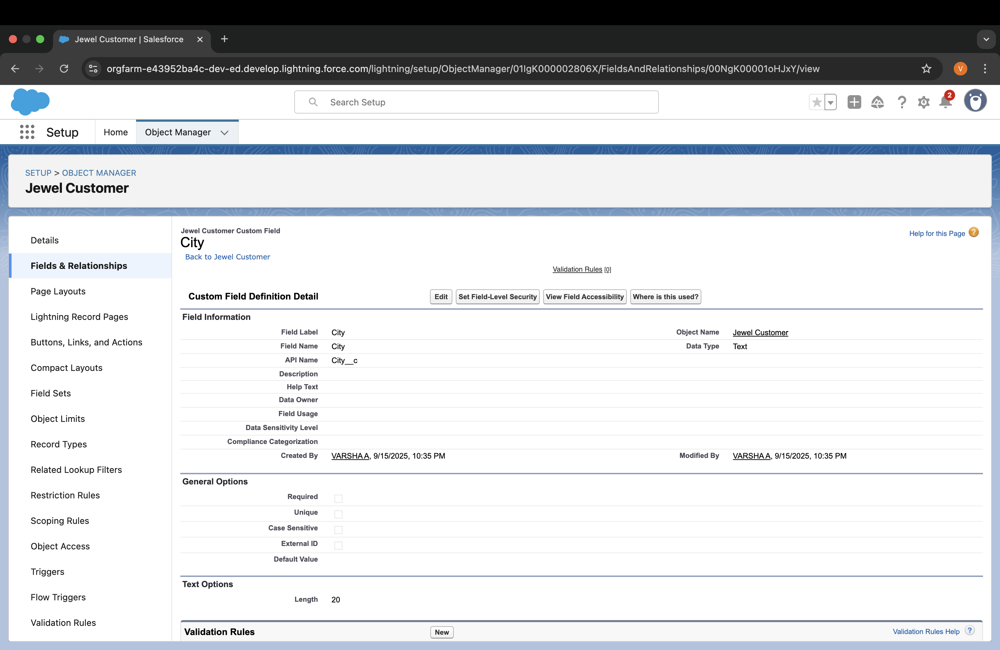 Jewel Customer | Salesforce
orgfarm-e43952ba4c-dev-ed.develop.lightning.force.com/lightning/setup/ObjectManager/01IgK000002806X/FieldsAndRelationships/00NgK00001oHJxY/view
V
Search Setup
2
Setup
Home
Object Manager
SETUP > OBJECT MANAGER
Jewel Customer
Details
Fields & Relationships
Page Layouts
Lightning Record Pages
Buttons, Links, and Actions
Compact Layouts
Field Sets
Object Limits
Record Types
Related Lookup Filters
Restriction Rules
Scoping Rules
Object Access
Triggers
Flow Triggers
Validation Rules
Jewel Customer Custom Field
City
Back to Jewel Customer
Help for this Page
Validation Rules [0]
Custom Field Definition Detail
Edit Set Field-Level Security View Field Accessibility Where is this used?
Field Information
Field Label City Object Name Jewel Customer
Field Name City Data Type Text
API Name City__c
Description
Help Text
Data Owner
Field Usage
Data Sensitivity Level
Compliance Categorization
Created By VARSHA A, 9/15/2025, 10:35 PM Modified By VARSHA A, 9/15/2025, 10:35 PM
General Options
Required
Unique
Case Sensitive
External ID
Default Value
Text Options
Length 20
Validation Rules New Validation Rules Help ?